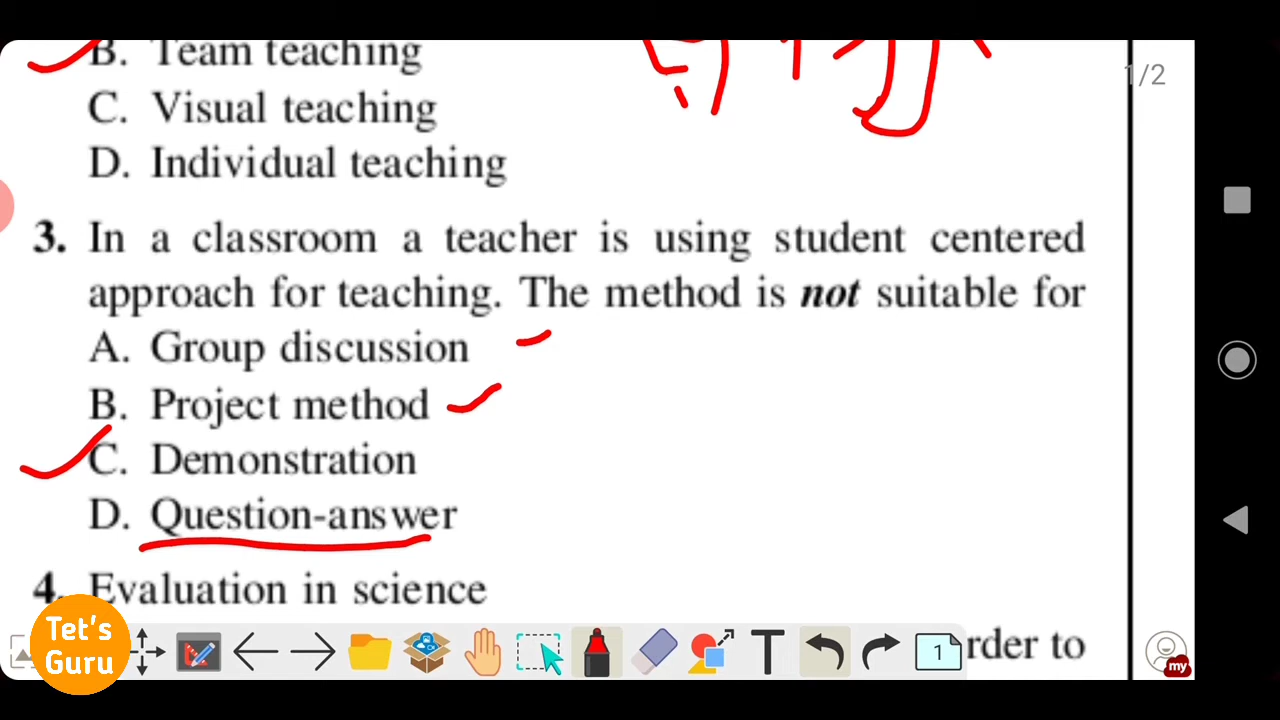 B. Team teaching
1/2
C. Visual teaching
D. Individual teaching
3. In a classroom a teacher is using student centered
approach for teaching. The method is not suitable for
A. Group discussion
B. Project method
C. Demonstration
D. Question-answer
4. Evaluation in science
rder to
Tet's
Guru
T
1
my